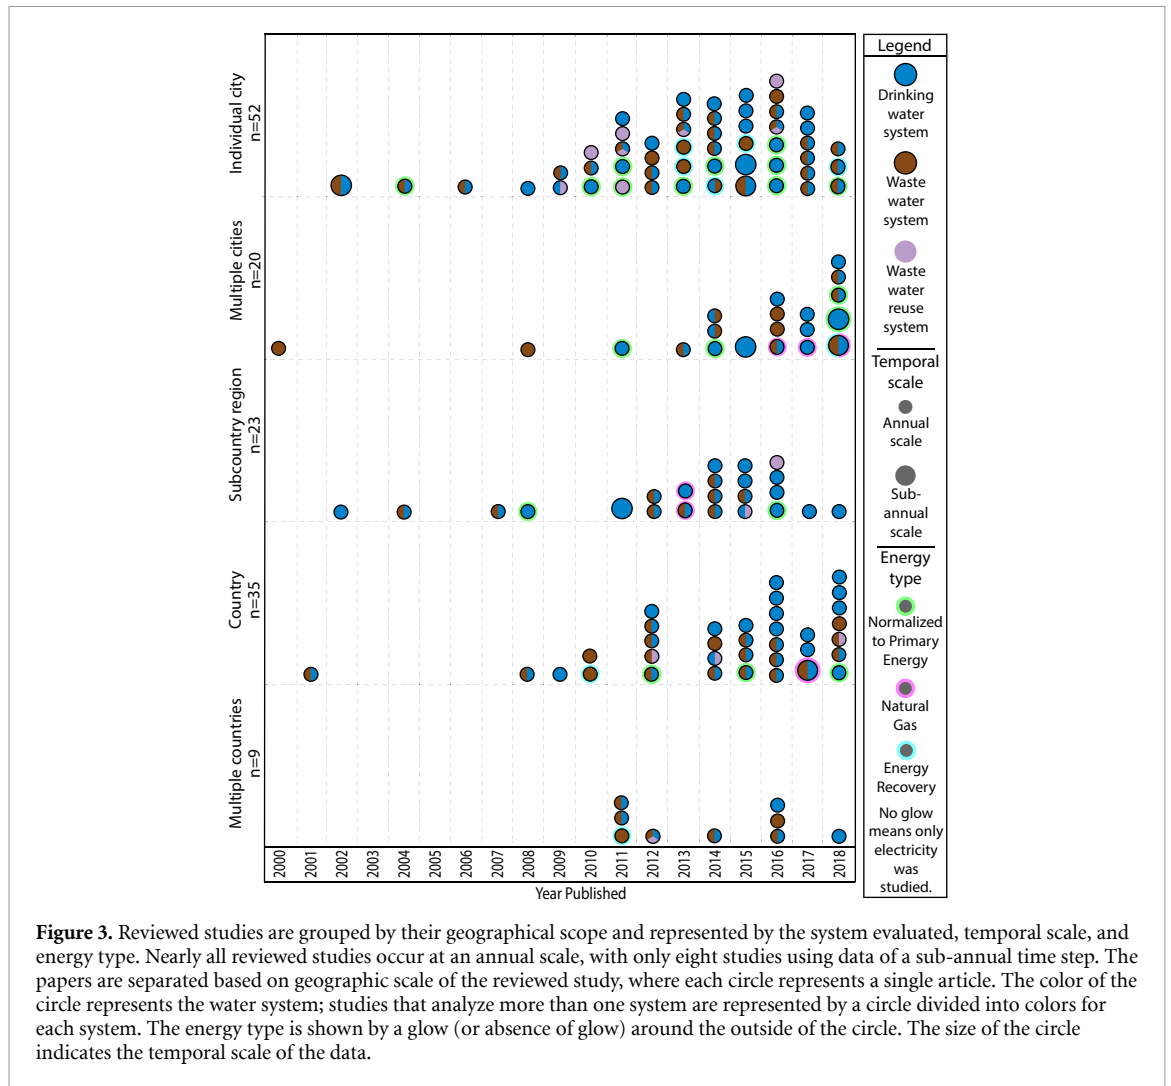 Individual city
n=52
Multiple cities
n=20
Subcountry region
n=23
Country
n=35
Multiple countries
n=9
2000
2001
2002
2003
2004
2005
2006
2007
2008
2009
2010
2011
2012
2013
2014
2015
2016
2017
2018
Year Published
Legend
Drinking
water
system
Waste
water
system
Waste
water
reuse
system
Temporal
scale
Annual
scale
Sub-
annual
scale
Energy
type
Normalized
to Primary
Energy
Natural
Gas
Energy
Recovery
No glow
means only
electricity
was
studied.
Figure 3. Reviewed studies are grouped by their geographical scope and represented by the system evaluated, temporal scale, and
energy type. Nearly all reviewed studies occur at an annual scale, with only eight studies using data of a sub-annual time step. The
papers are separated based on geographic scale of the reviewed study, where each circle represents a single article. The color of the
circle represents the water system; studies that analyze more than one system are represented by a circle divided into colors for
each system. The energy type is shown by a glow (or absence of glow) around the outside of the circle. The size of the circle
indicates the temporal scale of the data.